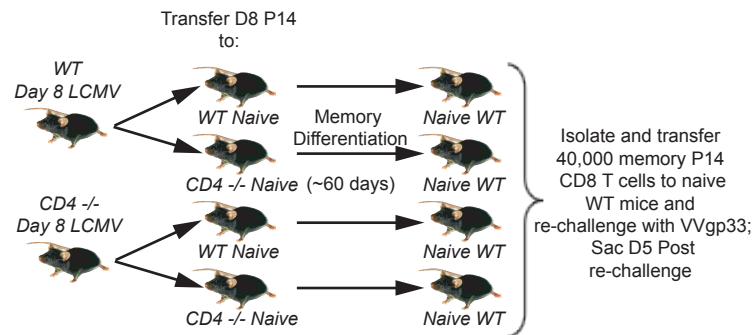 Transfer D8 P14
to:
WT
Day 8 LCMV
WT Naive
Naive WT
Memory
Differentiation
CD4 -/- Naive
(~60 days)
Naive WT
CD4 -/-
Day 8 LCMV
WT Naive
Naive WT
CD4 -/- Naive
Naive WT
Isolate and transfer
40,000 memory P14
CD8 T cells to naive
WT mice and
re-challenge with VVgp33;
Sac D5 Post
re-challenge